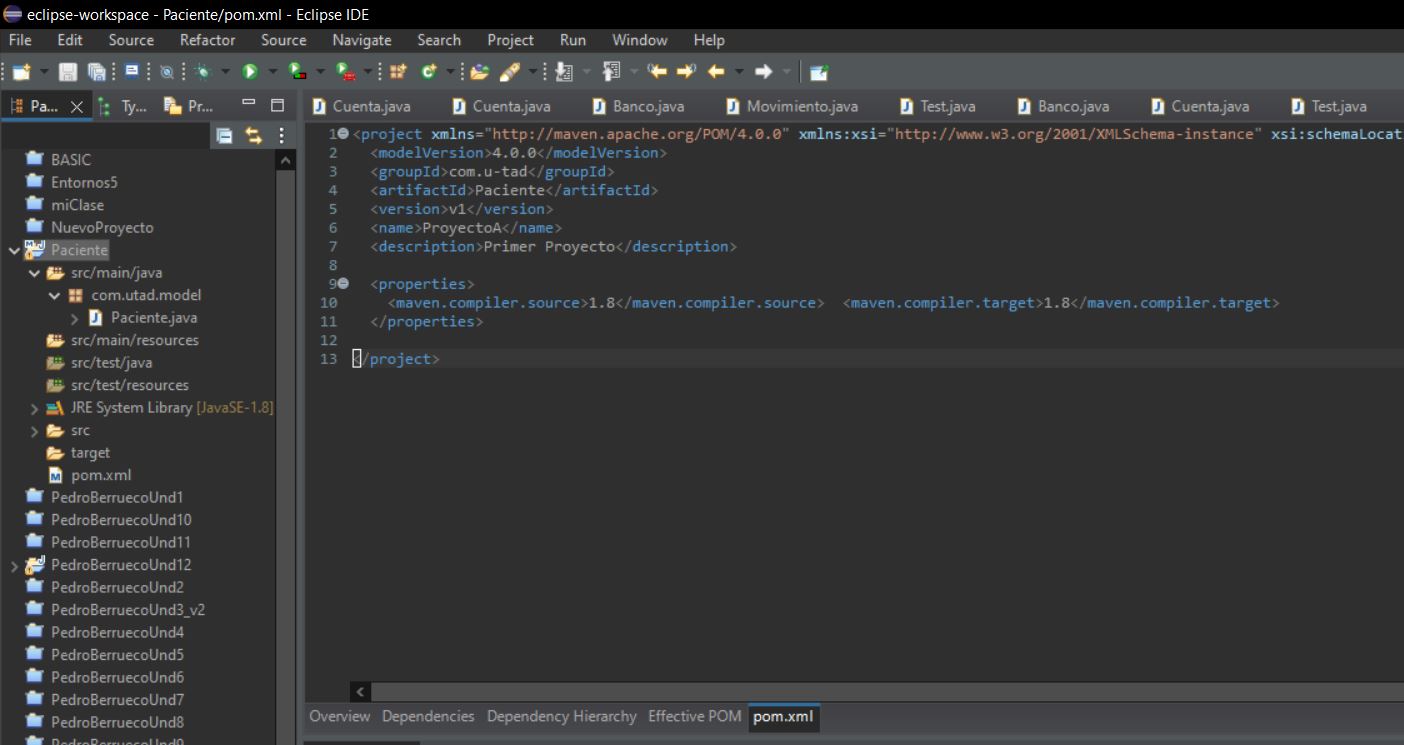 eclipse-workspace - Paciente/pom.xml - Eclipse IDE
File Edit Source Refactor Source Navigate Search Project Run Window Help
Pa... Ty... Pr...
Cuenta.java Cuenta.java Banco.java Movimiento.java Test.java Banco.java Cuenta.java Test.java
BASIC
Entornos5
miClase
NuevoProyecto
Paciente
src/main/java
com.utad.model
Paciente.java
src/main/resources
src/test/java
src/test/resources
JRE System Library [JavaSE-1.8]
src
target
pom.xml
PedroBerruecoUnd1
PedroBerruecoUnd10
PedroBerruecoUnd11
PedroBerruecoUnd12
PedroBerruecoUnd2
PedroBerruecoUnd3_v2
PedroBerruecoUnd4
PedroBerruecoUnd5
PedroBerruecoUnd6
PedroBerruecoUnd7
PedroBerruecoUnd8
PedroBerruecoUnd9
1 <project xmlns="http://maven.apache.org/POM/4.0.0" xmlns:xsi="http://www.w3.org/2001/XMLSchema-instance" xsi:schemaLocat
2 <modelVersion>4.0.0</modelVersion>
3 <groupId>com.u-tad</groupId>
4 <artifactId>Paciente</artifactId>
5 <version>v1</version>
6 <name>ProyectoA</name>
7 <description>Primer Proyecto</description>
8
9 <properties>
10 <maven.compiler.source>1.8</maven.compiler.source> <maven.compiler.target>1.8</maven.compiler.target>
11 </properties>
12
13 </project>
Overview Dependencies Dependency Hierarchy Effective POM pom.xml